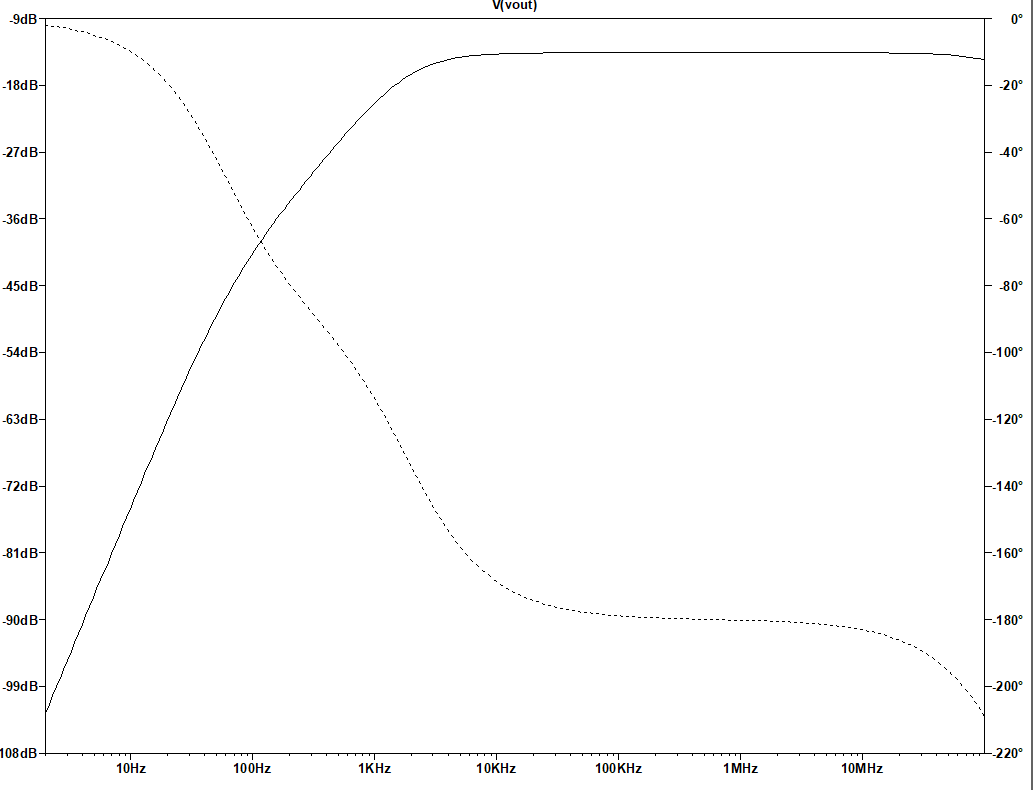 V(vout)
-9dB
-18dB
-27dB
-36dB
-45dB
-54dB
-63dB
-72dB
-81dB
-90dB
-99dB
108dB
0°
-20°
-40°
-60°
-80°
-100°
-120°
-140°
-160°
-180°
-200°
-220°
10Hz 100Hz 1KHz 10KHz 100KHz 1MHz 10MHz